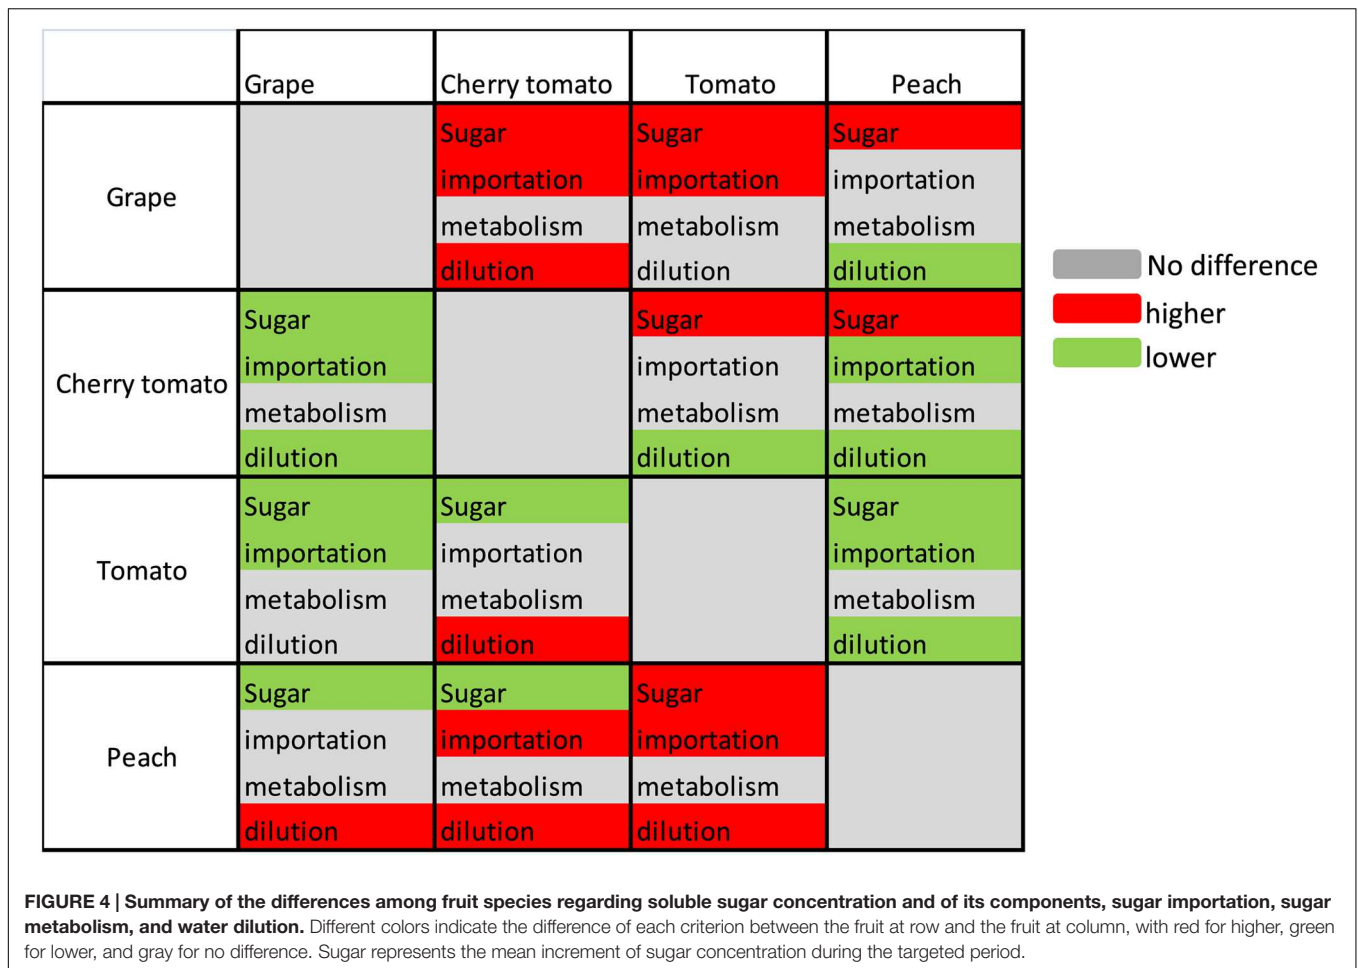 Grape Cherry tomato Tomato Peach
Grape
Sugar Sugar Sugar
importation importation importation
metabolism metabolism metabolism
dilution dilution dilution
Cherry tomato
Sugar Sugar Sugar
importation importation importation
metabolism metabolism metabolism
dilution dilution dilution
Tomato
Sugar Sugar Sugar
importation importation importation
metabolism metabolism metabolism
dilution dilution dilution
Peach
Sugar Sugar Sugar
importation importation importation
metabolism metabolism metabolism
dilution dilution dilution
No difference
higher
lower
FIGURE 4 | Summary of the differences among fruit species regarding soluble sugar concentration and of its components, sugar importation, sugar
metabolism, and water dilution. Different colors indicate the difference of each criterion between the fruit at row and the fruit at column, with red for higher, green
for lower, and gray for no difference. Sugar represents the mean increment of sugar concentration during the targeted period.